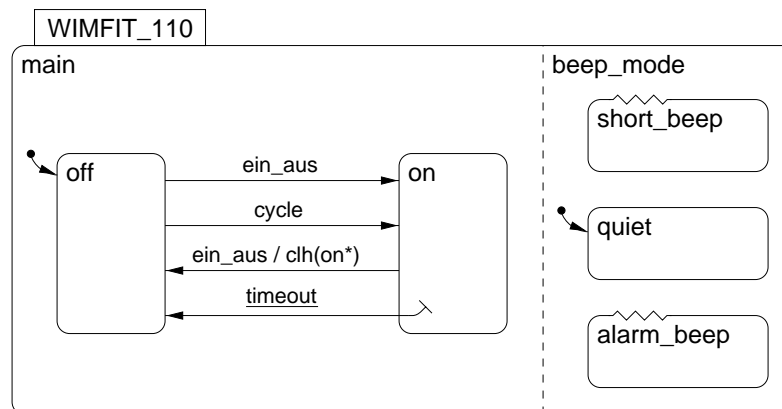 WIMFIT_110
main
beep_mode
short_beep
off
ein_aus
on
cycle
quiet
ein_aus / clh(on*)
timeout
alarm_beep